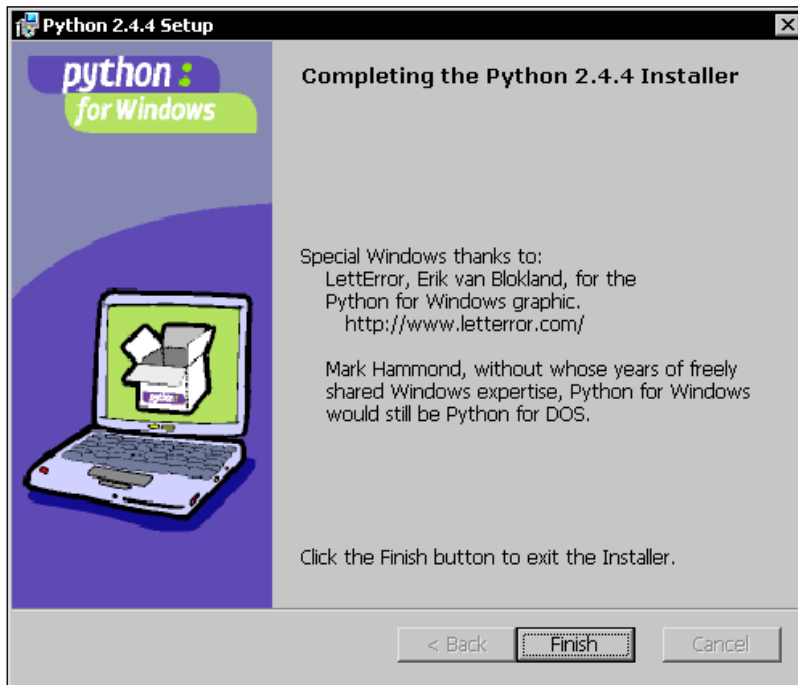 Python 2.4.4 Setup
python :
for Windows
Completing the Python 2.4.4 Installer
Special Windows thanks to:
LettError, Erik van Blokland, for the
Python for Windows graphic.
http://www.letterror.com/
Mark Hammond, without whose years of freely
shared Windows expertise, Python for Windows
would still be Python for DOS.
python:
Click the Finish button to exit the Installer.
< Back
Finish
Cancel